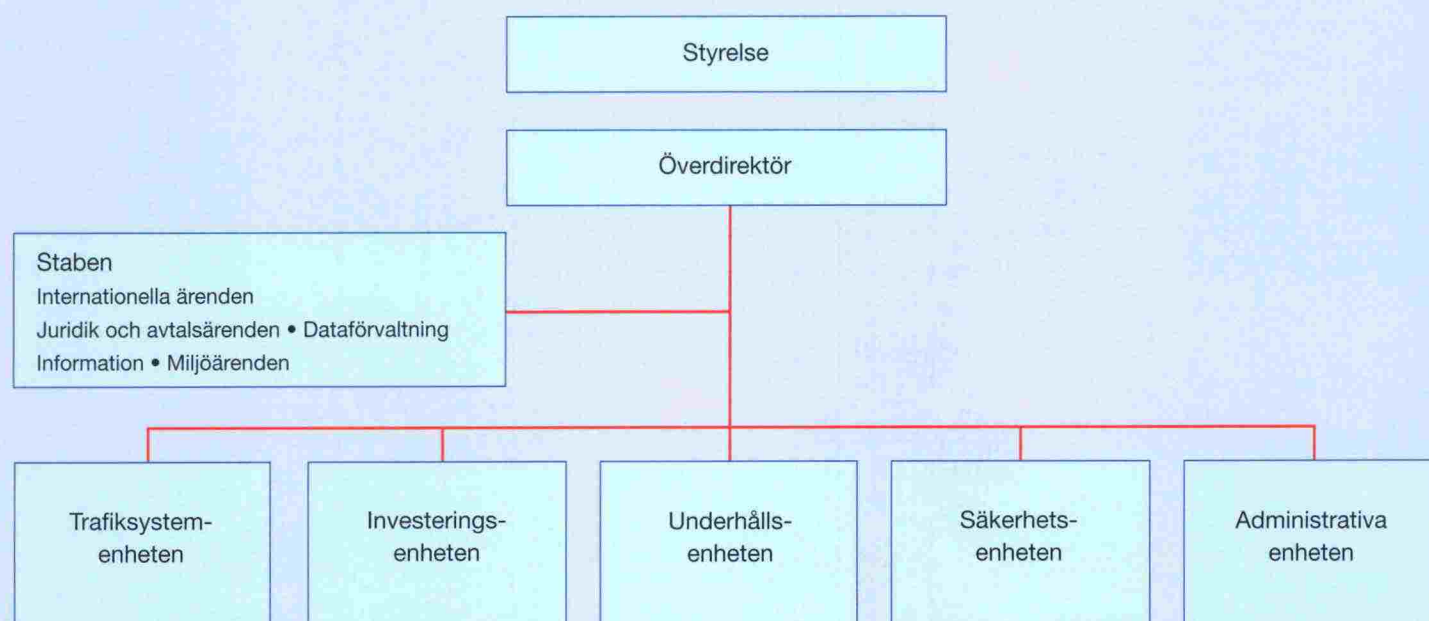 Styrelse
Överdirektör
Staben
Internationella ärenden
Juridik och avtalsärenden • Dataförvaltning
Information • Miljöärenden
Trafiksystem-
enheten
Investerings-
enheten
Underhålls-
enheten
Säkerhets-
enheten
Administrativa
enheten